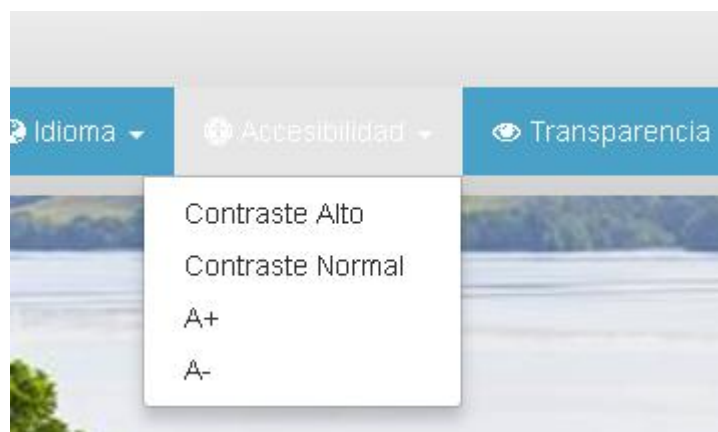 Idioma Accesibilidad Transparencia
Contraste Alto
Contraste Normal
A+
A-